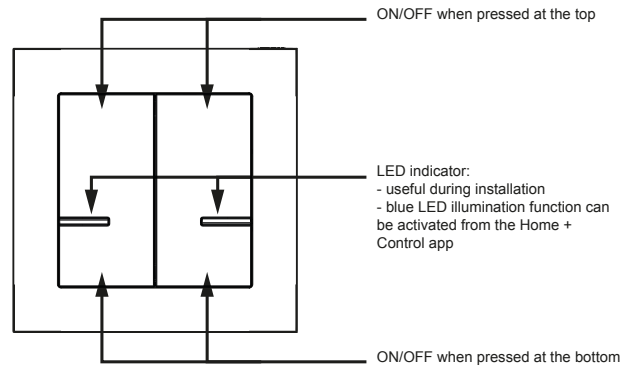 ON/OFF when pressed at the top
LED indicator:
- useful during installation
- blue LED illumination function can
be activated from the Home +
Control app
ON/OFF when pressed at the bottom